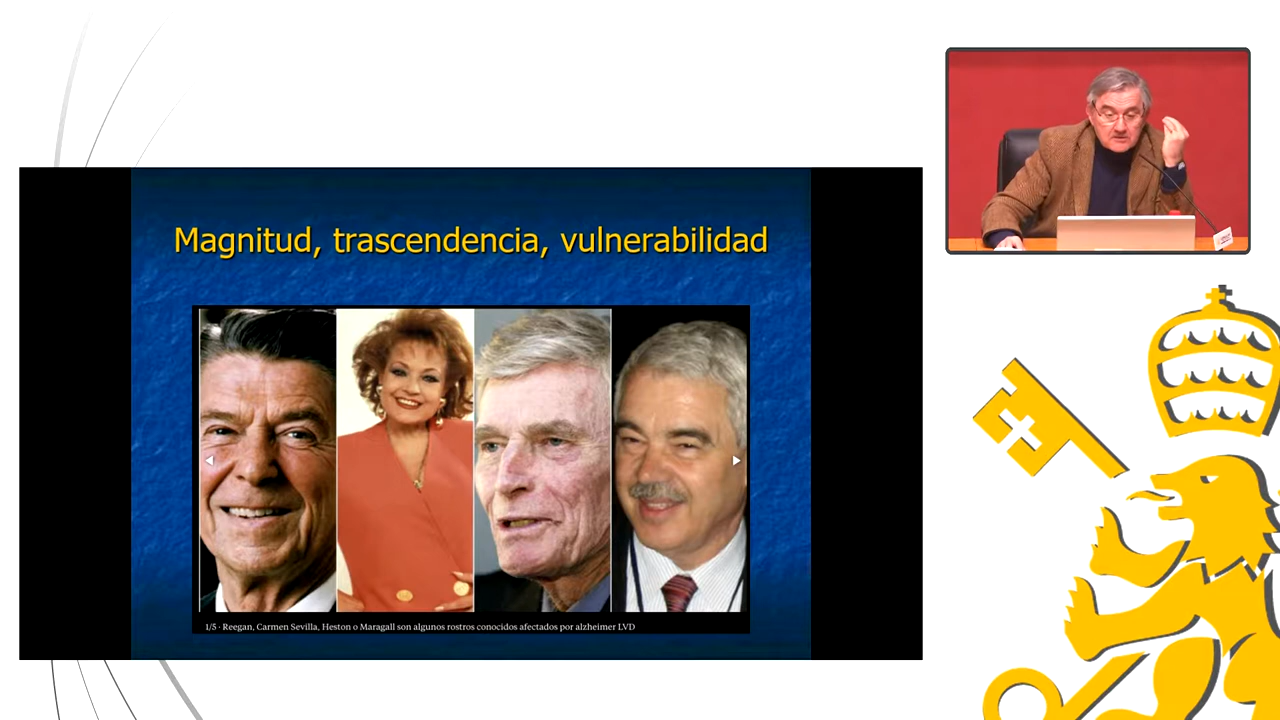 Magnitud, trascendencia, vulnerabilidad
1/5 · Reegan, Carmen Sevilla, Heston o Maragall son algunos rostros conocidos afectados por alzheimer LVD